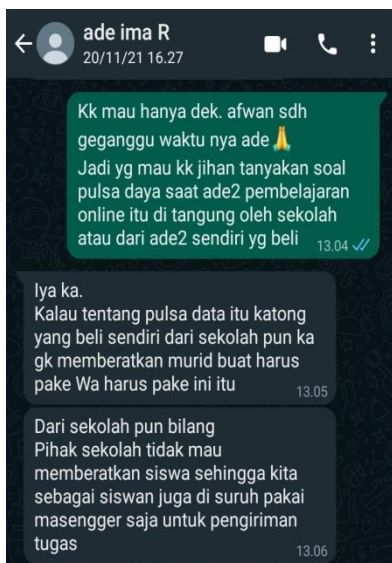 ade ima R
20/11/21 16.27
Kk mau hanya dek. afwan sdh
geganggu waktu nya ade🙏
Jadi yg mau kk jihan tanyakan soal
pulsa daya saat ade2 pembelajaran
online itu di tangung oleh sekolah
atau dari ade2 sendiri yg beli 13.04
Iya ka.
Kalau tentang pulsa data itu katong
yang beli sendiri dari sekolah pun ka
gk memberatkan murid buat harus
pake Wa harus pake ini itu 13.05
Dari sekolah pun bilang
Pihak sekolah tidak mau
memberatkan siswa sehingga kita
sebagai siswan juga di suruh pakai
masengger saja untuk pengiriman
tugas 13.06